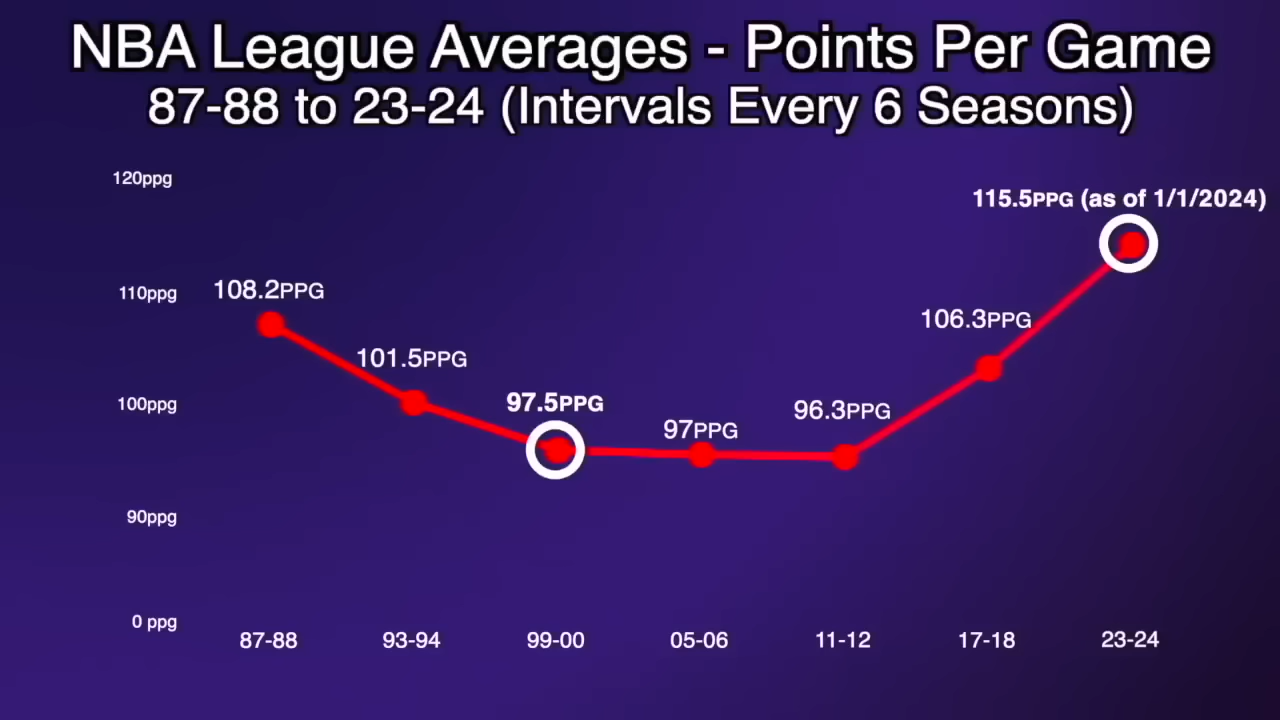 NBA League Averages - Points Per Game
87-88 to 23-24 (Intervals Every 6 Seasons)
120ppg
115.5PPG (as of 1/1/2024)
110ppg
108.2PPG
106.3PPG
101.5PPG
100ppg
97.5PPG
96.3PPG
97PPG
90ppg
0 ppg
87-88
93-94
99-00
05-06
11-12
17-18
23-24